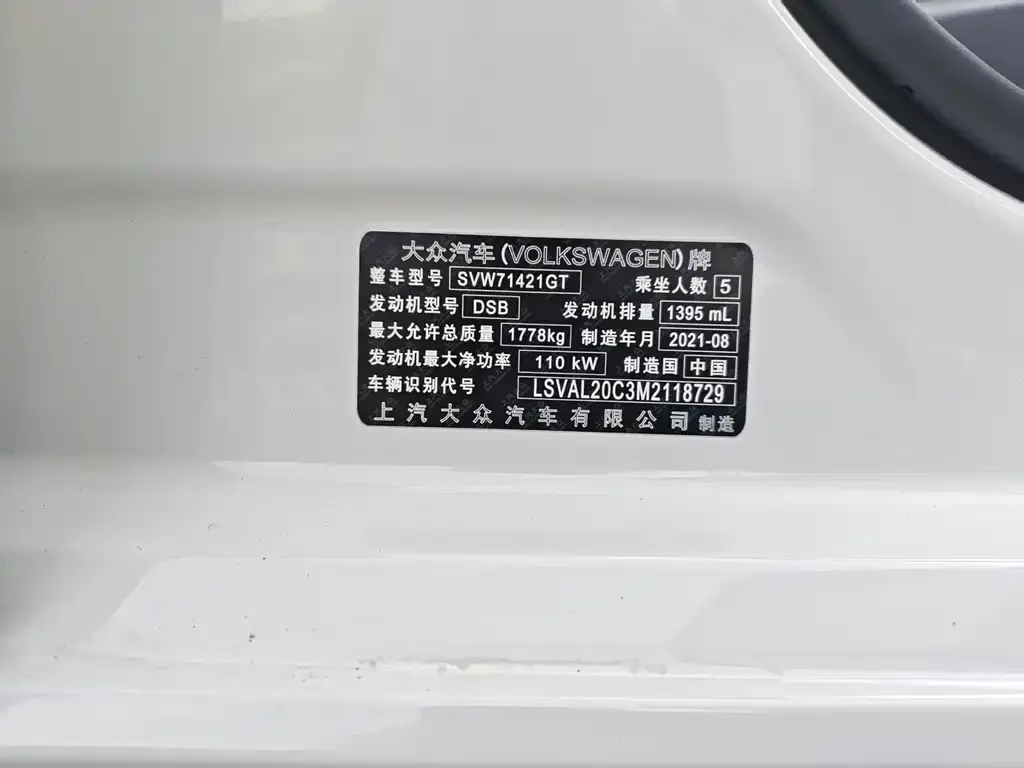 大众汽车(VOLKSWAGEN)牌
整车型号 SVW71421GT 乘坐人数 5
发动机型号 DSB 发动机排量 1395 mL
最大允许总质量 1778kg 制造年月 2021-08
发动机最大净功率 110 kW 制造国 中国
车辆识别代号 LSVAL20C3M2118729
上汽大众汽车有限公司 制造